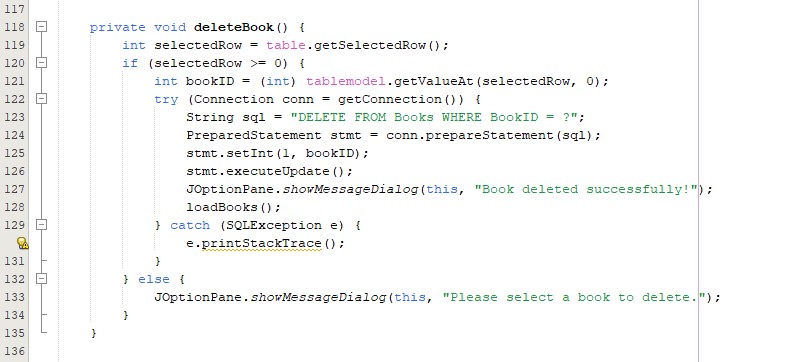 117
118 private void deleteBook() {
119 int selectedRow = table.getSelectedRow();
120 if (selectedRow >= 0) {
121 int bookID = (int) tablemodel.getValueAt(selectedRow, 0);
122 try (Connection conn = getConnection()) {
123 String sql = "DELETE FROM Books WHERE BookID = ?";
124 PreparedStatement stmt = conn.prepareStatement(sql);
125 stmt.setInt(1, bookID);
126 stmt.executeUpdate();
127 JOptionPane.showMessageDialog(this, "Book deleted successfully!");
128 loadBooks();
129 } catch (SQLException e) {
e.printStackTrace();
131 }
132 } else {
133 JOptionPane.showMessageDialog(this, "Please select a book to delete.");
134 }
135 }
136